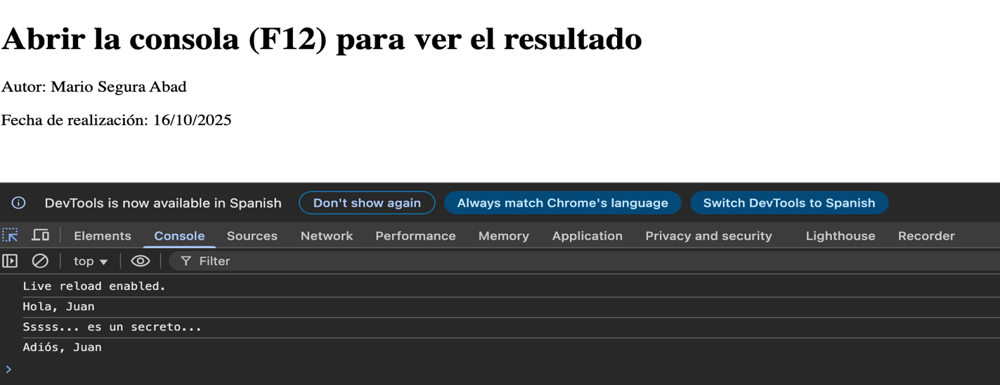 Abrir la consola (F12) para ver el resultado
Autor: Mario Segura Abad
Fecha de realización: 16/10/2025
DevTools is now available in Spanish Don't show again Always match Chrome's language Switch DevTools to Spanish
Elements Console Sources Network Performance Memory Application Privacy and security Lighthouse Recorder
top Filter
Live reload enabled.
Hola, Juan
Sssss... es un secreto...
Adiós, Juan